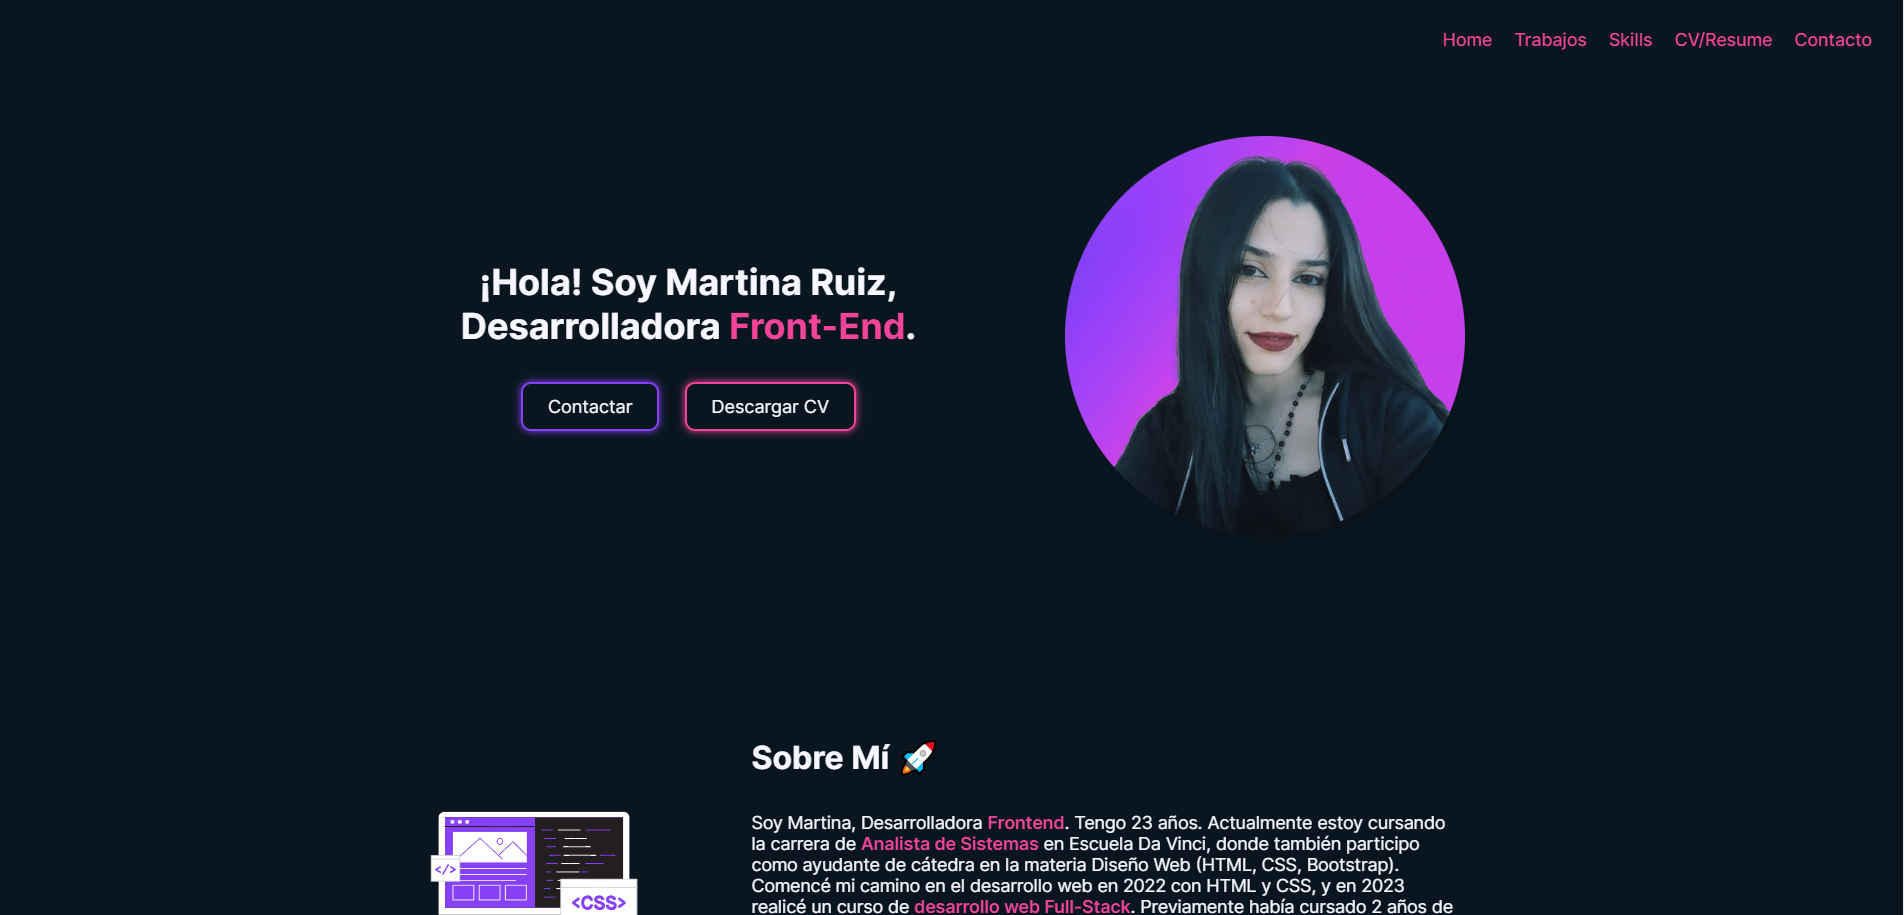 Home Trabajos Skills CV/Resume Contacto
¡Hola! Soy Martina Ruiz,
Desarrolladora Front-End.
Contactar Descargar CV
Sobre Mí 🚀
Soy Martina, Desarrolladora Frontend. Tengo 23 años. Actualmente estoy cursando
la carrera de Analista de Sistemas en Escuela Da Vinci, donde también participo
como ayudante de cátedra en la materia Diseño Web (HTML, CSS, Bootstrap).
Comencé mi camino en el desarrollo web en 2022 con HTML y CSS, y en 2023
realicé un curso de desarrollo web Full-Stack. Previamente había cursado 2 años de
</>
<CSS>